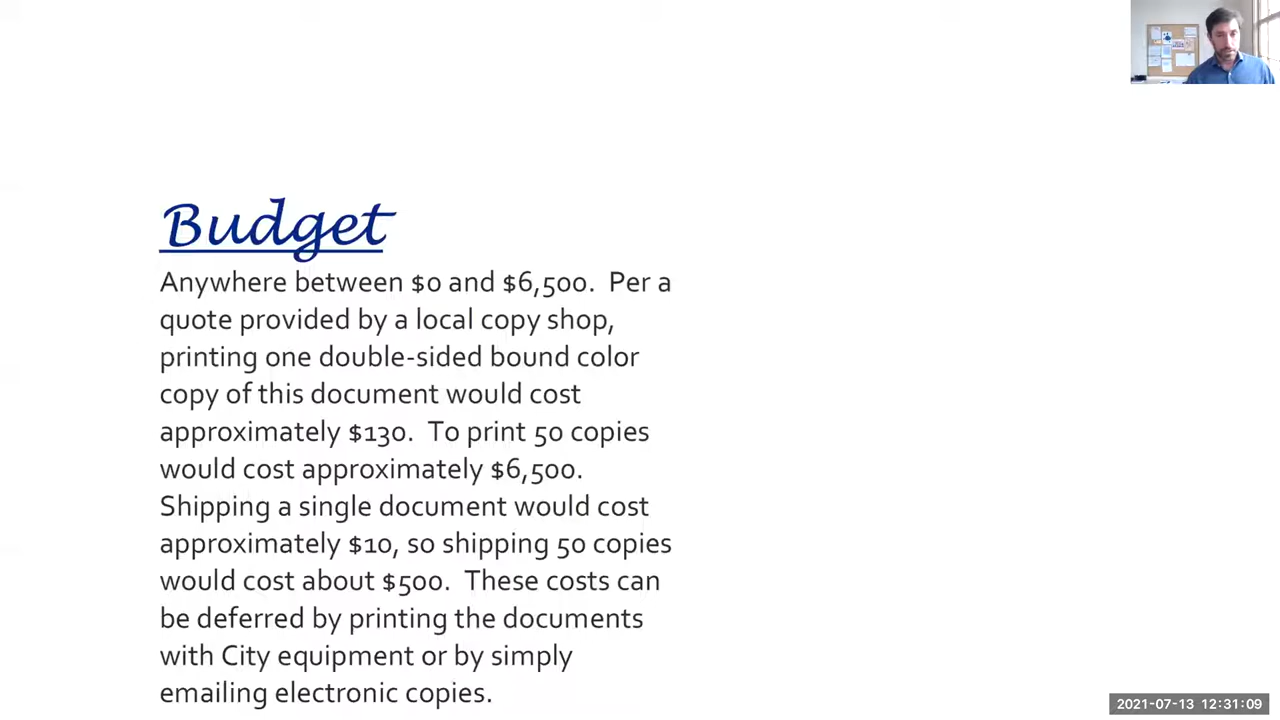 Budget
Anywhere between $0 and $6,500.  Per a
quote provided by a local copy shop,
printing one double-sided bound color
copy of this document would cost
approximately $130.  To print 50 copies
would cost approximately $6,500.
Shipping a single document would cost
approximately $10, so shipping 50 copies
would cost about $500.  These costs can
be deferred by printing the documents
with City equipment or by simply
emailing electronic copies.
2021-07-13 12:31:09